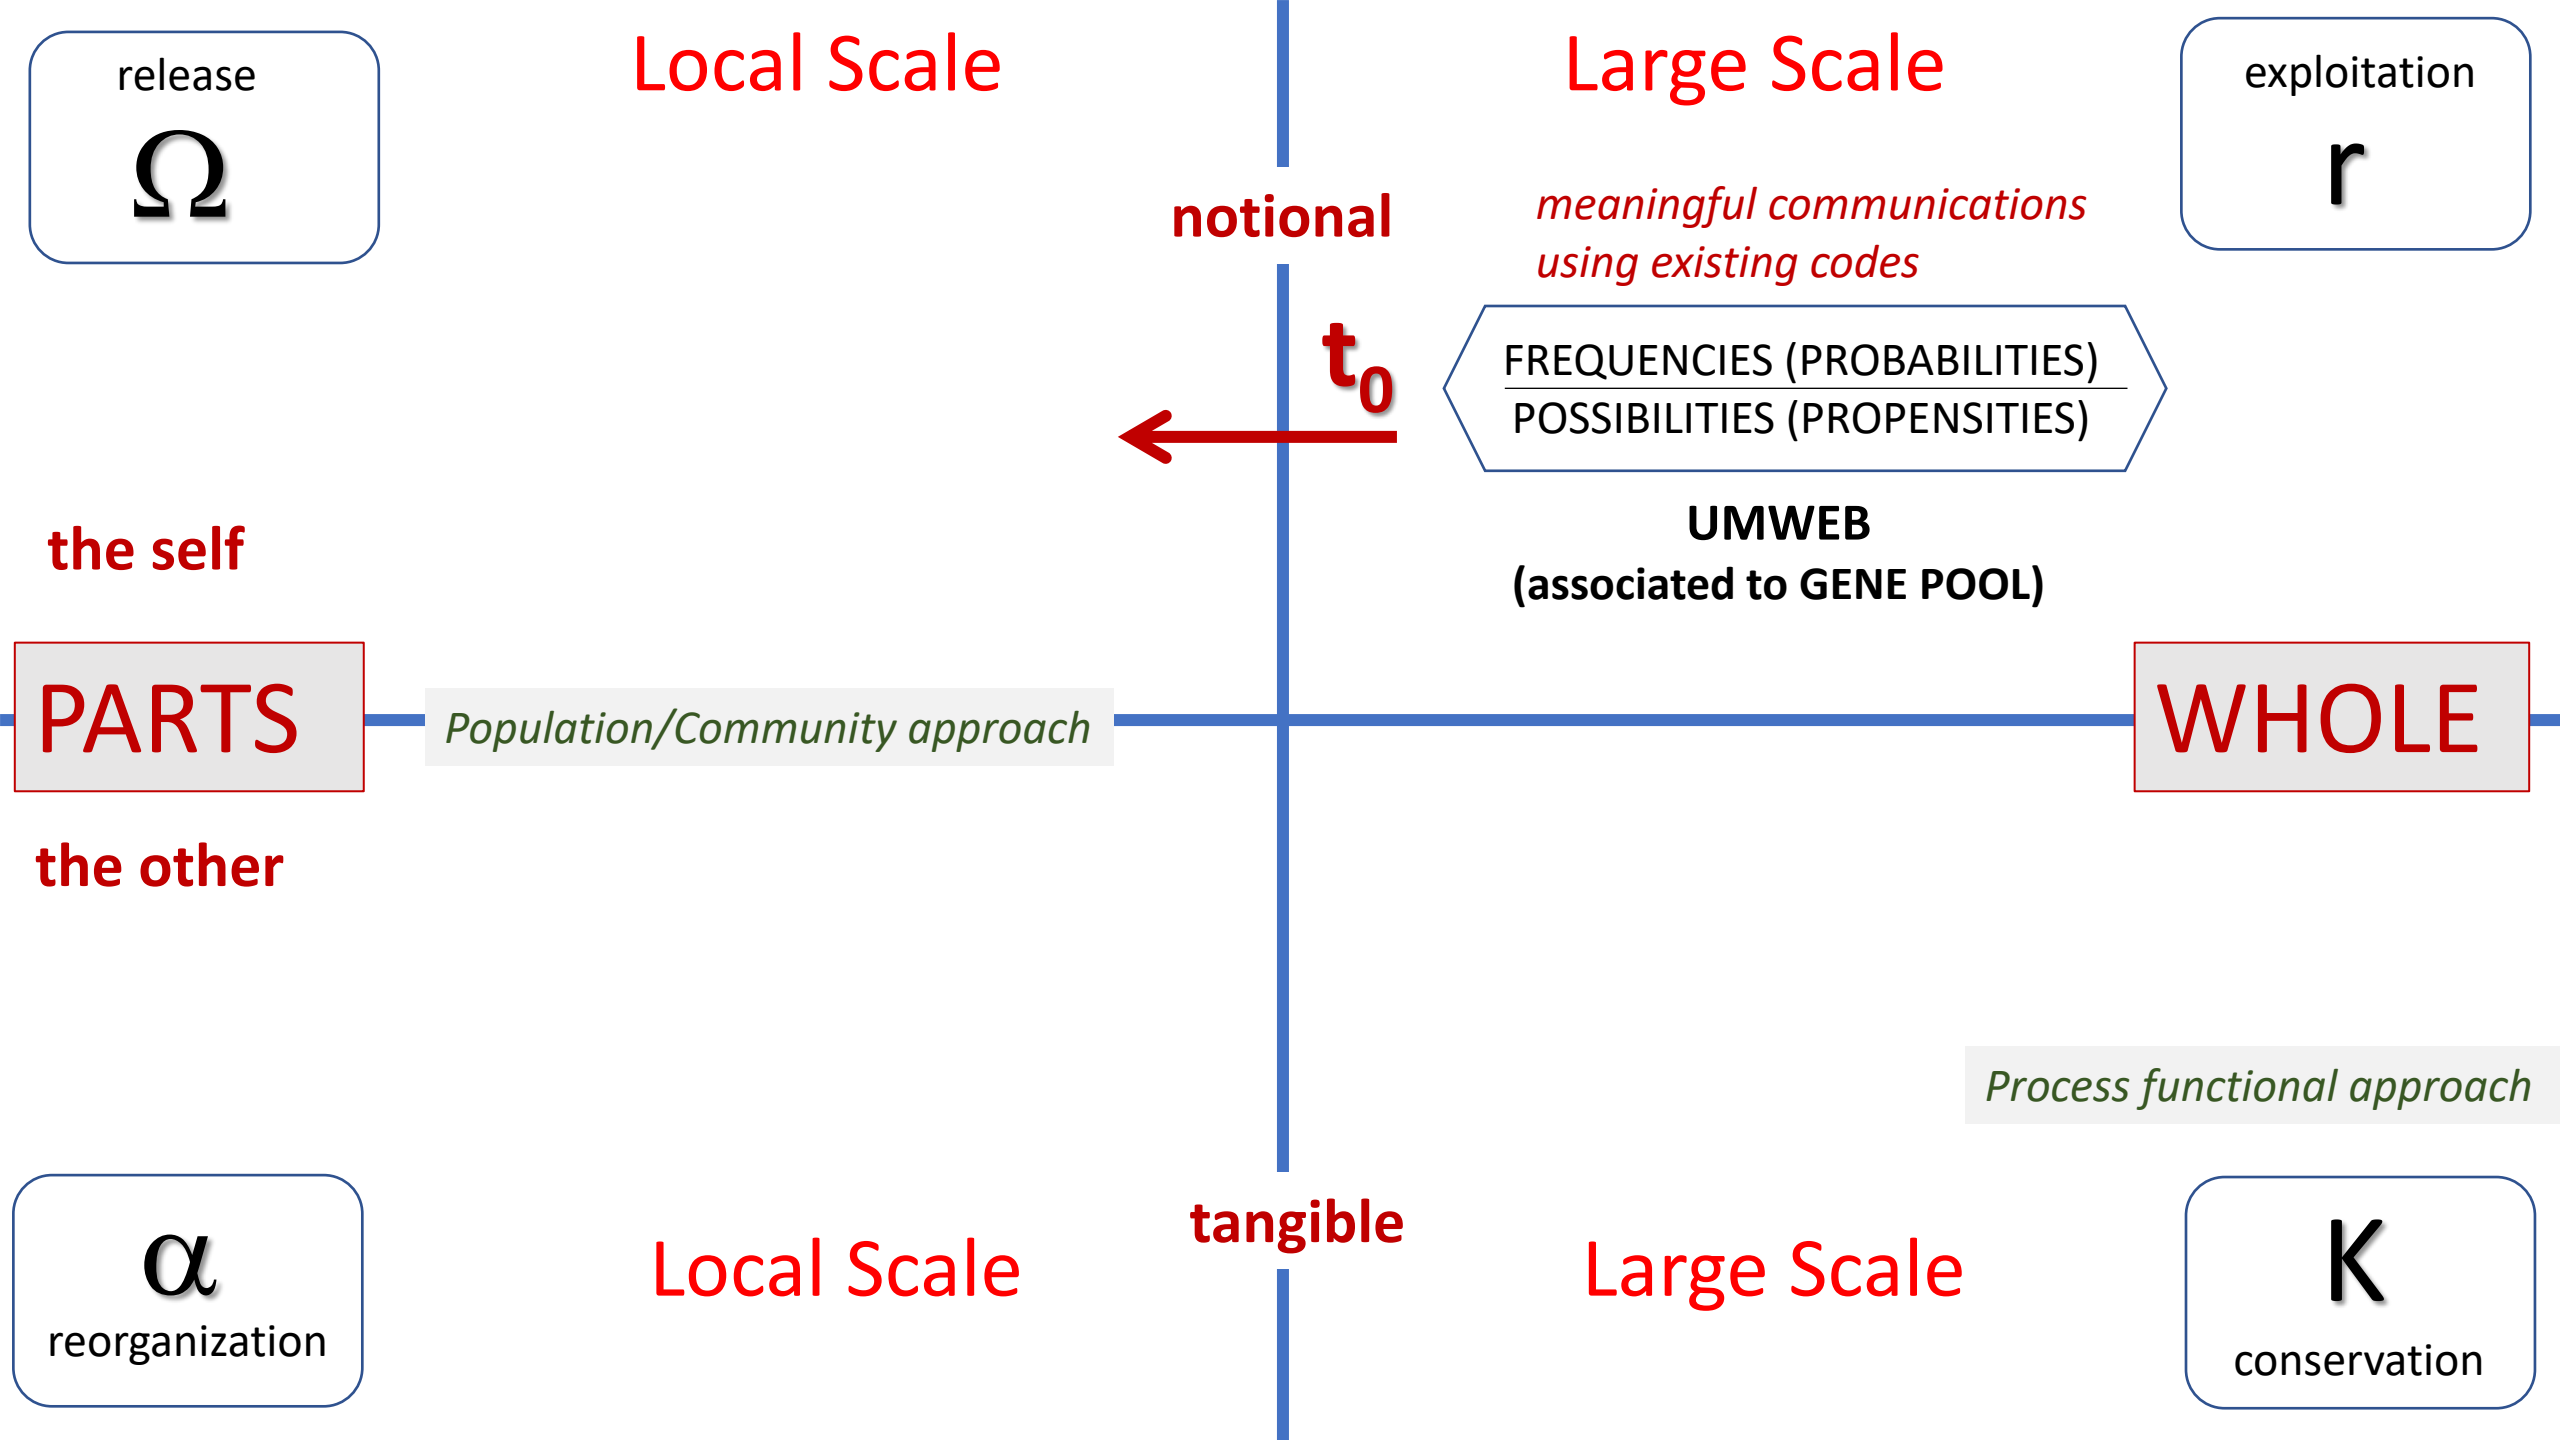 release
Ω
Local Scale
Large Scale
exploitation
r
notional
meaningful communications
using existing codes
t₀
FREQUENCIES (PROBABILITIES)
POSSIBILITIES (PROPENSITIES)
UMWEB
(associated to GENE POOL)
the self
PARTS
Population/Community approach
WHOLE
the other
Process functional approach
α
reorganization
Local Scale
tangible
Large Scale
K
conservation